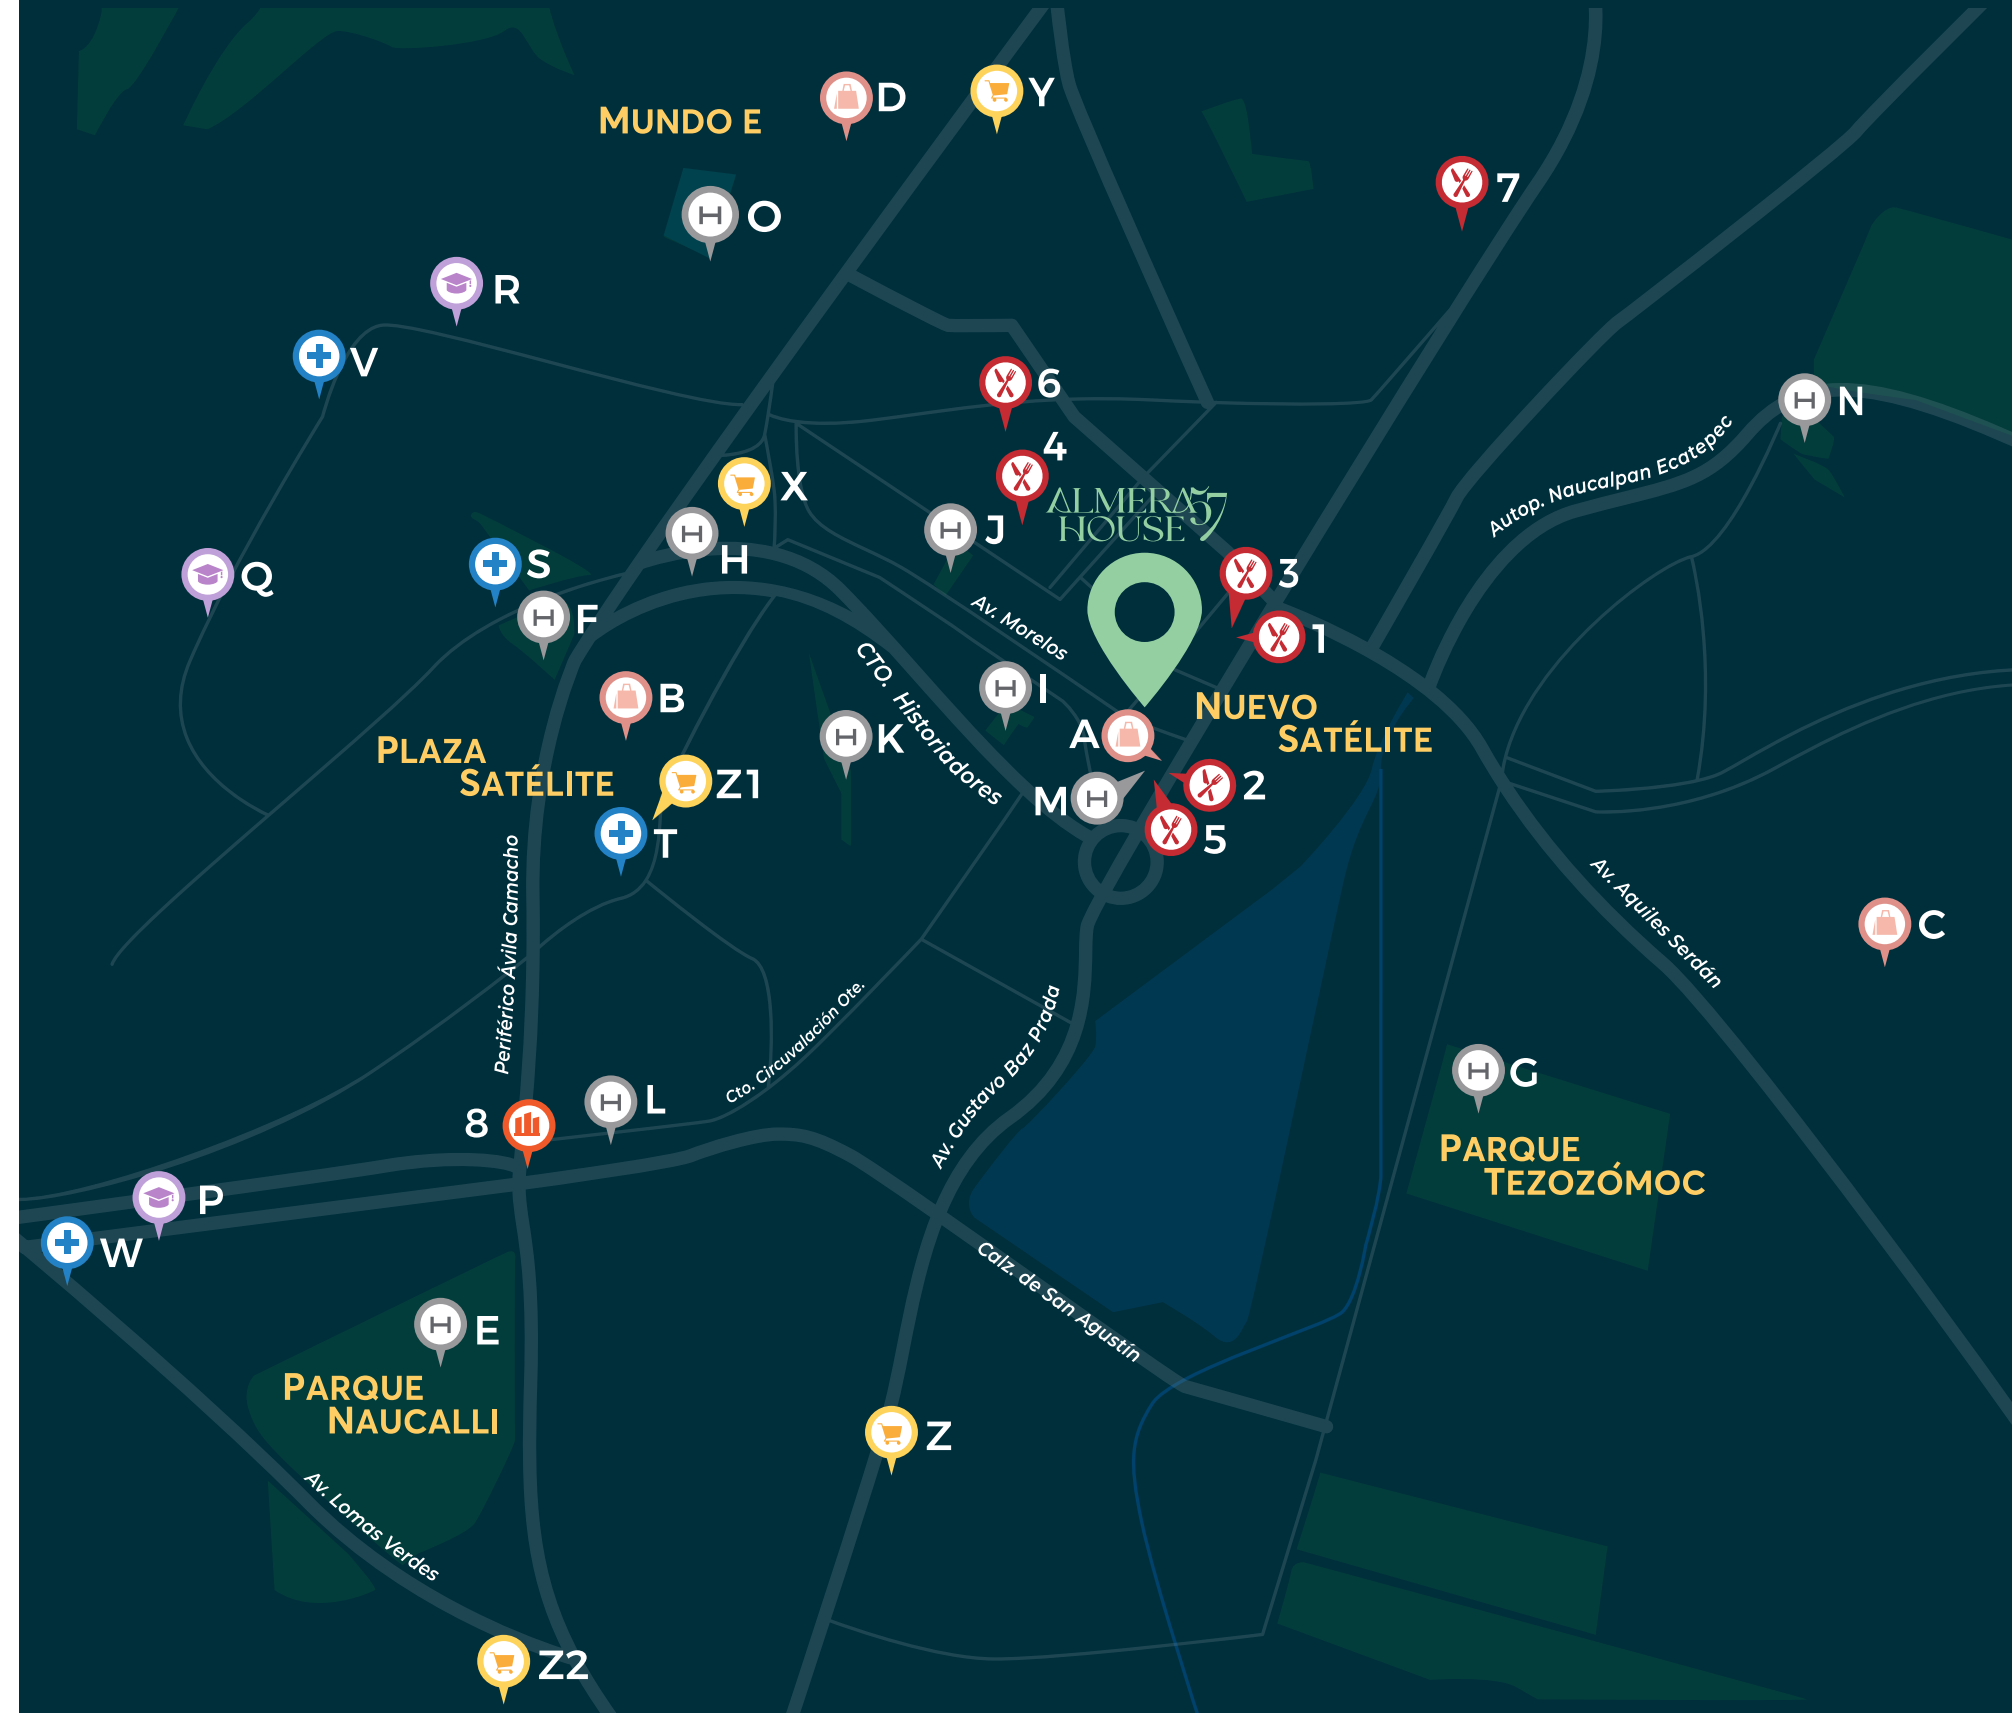 D
Y
MUNDO E
7
O
R
V
6
N
4
Autop. Naucalpan Ecatepec
X
ALMERA 57
HOUSE
J
H
S
3
Q
F
Av. Morelos
1
CTO. Historiadores
I
B
NUEVO
SATÉLITE
A
K
PLAZA
SATÉLITE
Z1
M
2
T
5
Periférico Ávila Camacho
Av. Aquiles Serdán
C
Cto. Circuvalación Ote.
Av. Gustavo Baz Prada
G
L
8
PARQUE
TEZOZÓMOC
P
W
Calz. de San Agustín
E
PARQUE
NAUCALLI
Z
Av. Lomas Verdes
Z2